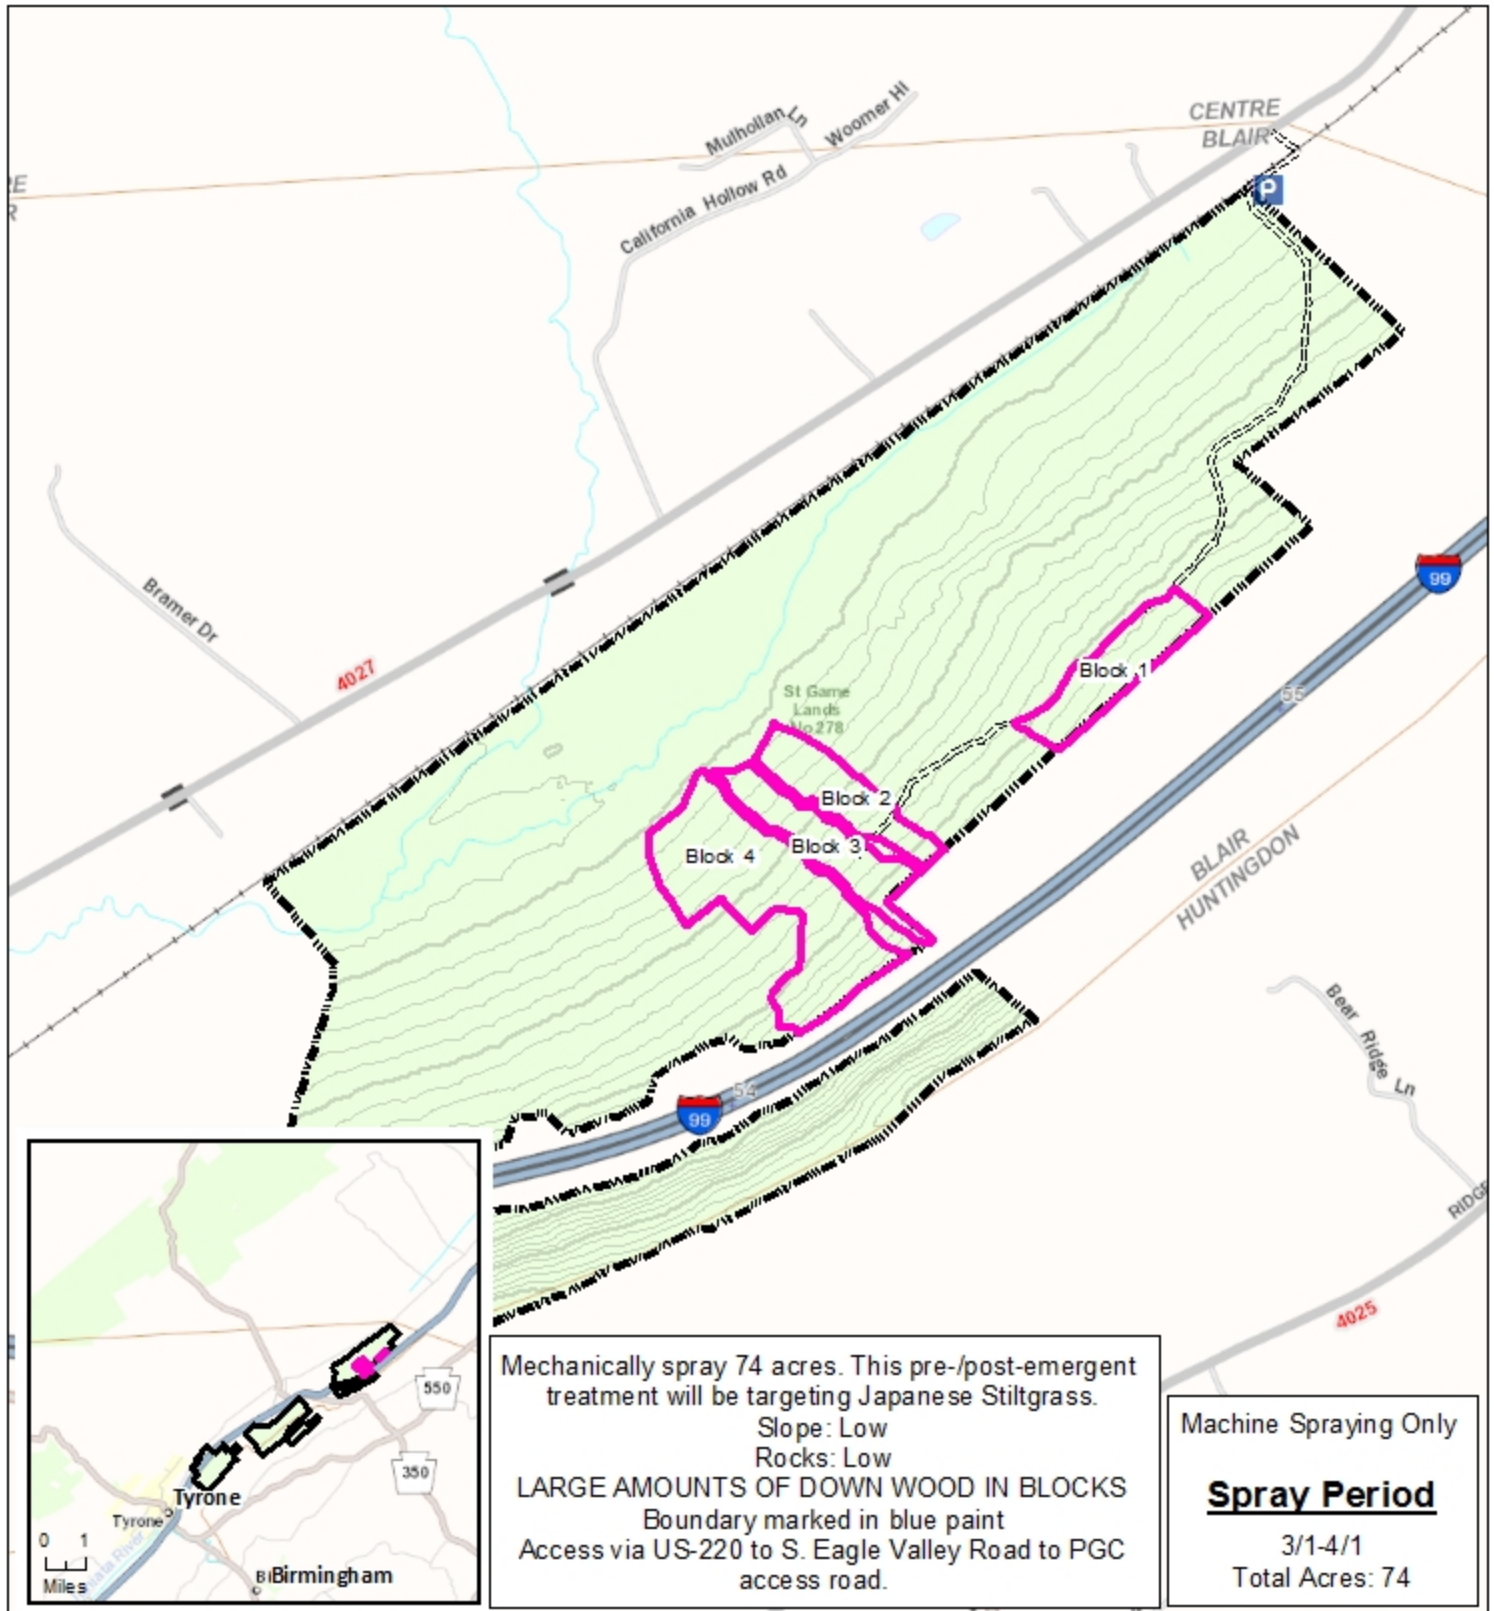 CENTRE
BLAIR
Mulhollan Ln
Woomer Hl
California Hollow Rd
P
RE
R
Bramer Dr
4027
99
55
Block 1
St Game
Lands
No 278
Block 2
Block 3
Block 4
BLAIR
HUNTINGDON
Bear Ridge Ln
54
99
RIDGE
4025
550
350
Tyrone
Tyrone
Birmingham
0 1
Miles
Mechanically spray 74 acres. This pre-/post-emergent
treatment will be targeting Japanese Stiltgrass.
Slope: Low
Rocks: Low
LARGE AMOUNTS OF DOWN WOOD IN BLOCKS
Boundary marked in blue paint
Access via US-220 to S. Eagle Valley Road to PGC
access road.
Machine Spraying Only
Spray Period
3/1-4/1
Total Acres: 74